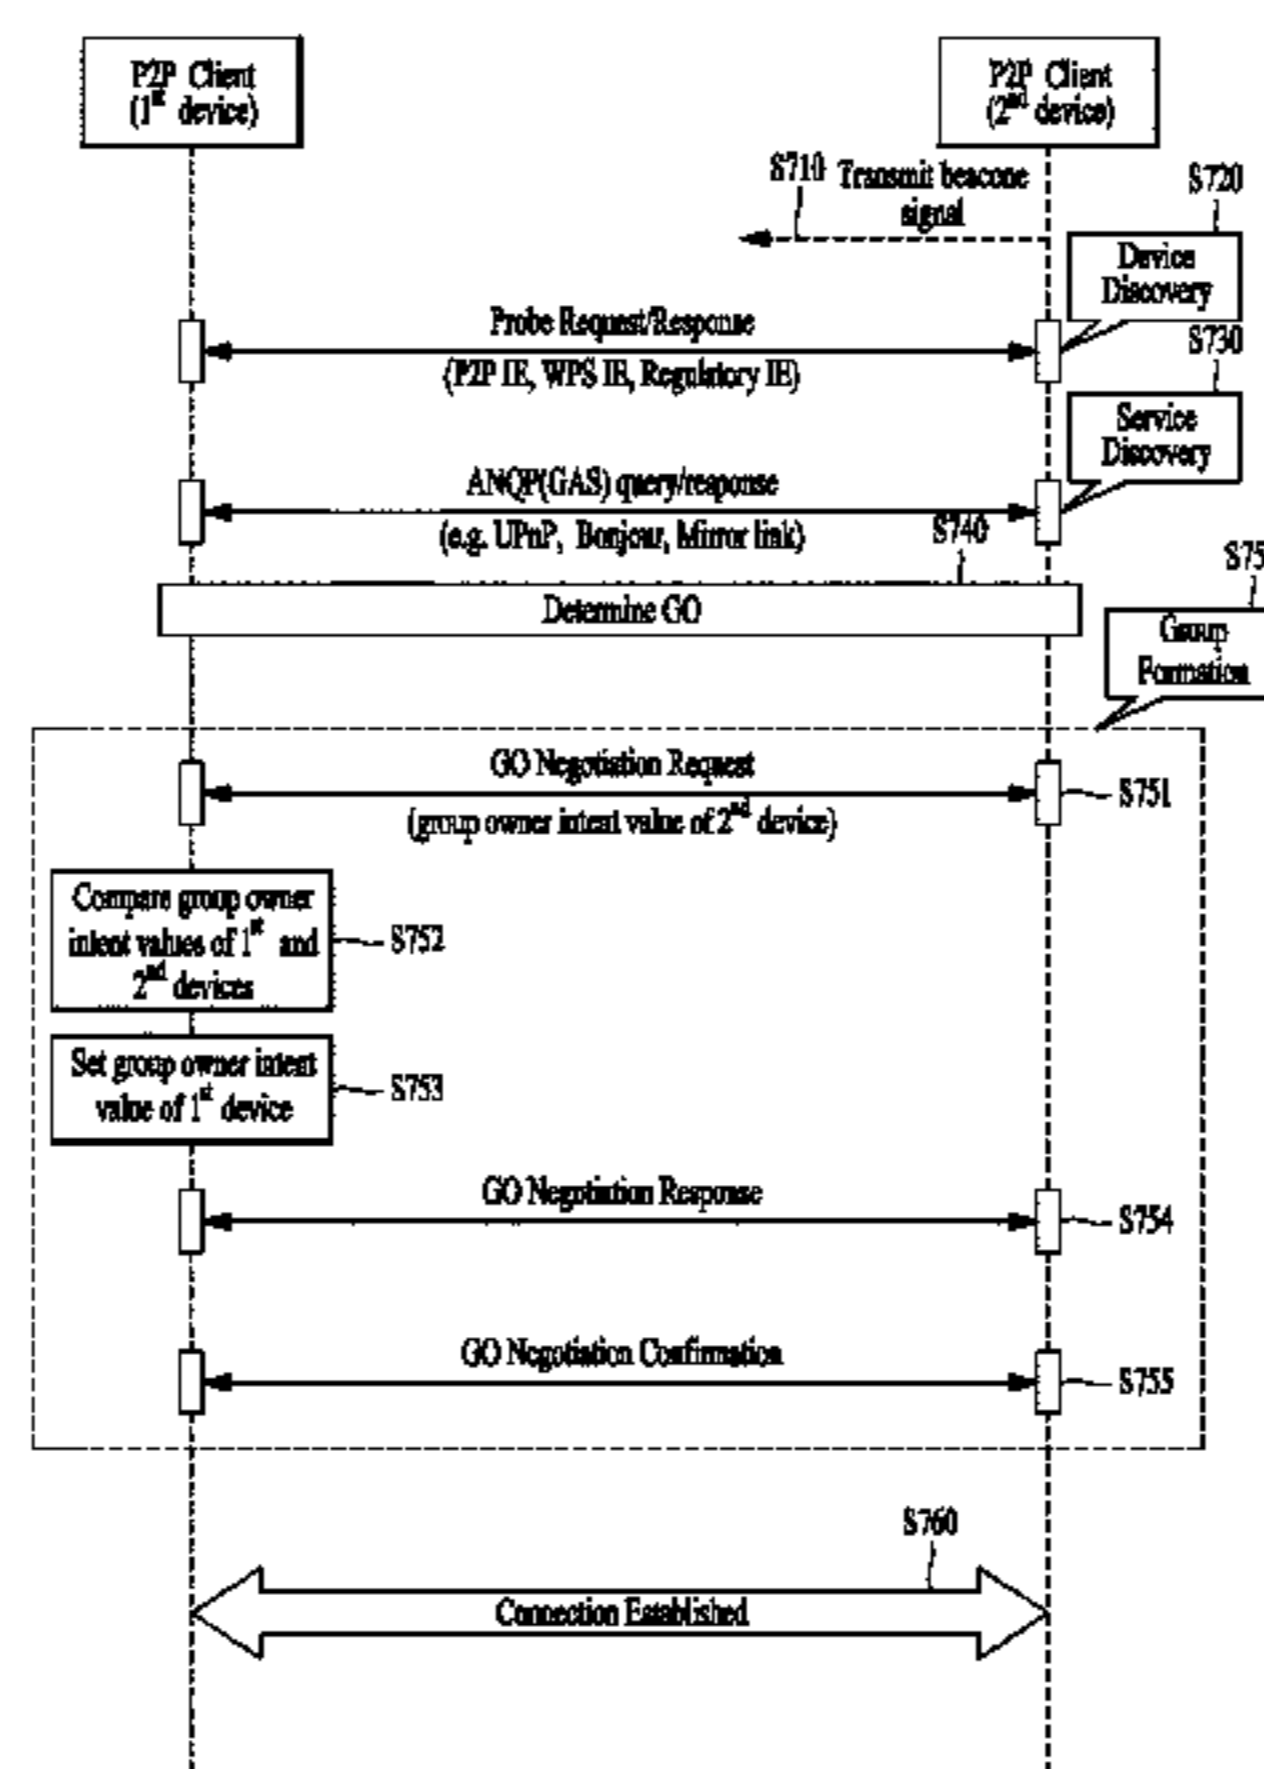 P2P Client
(1st device)
P2P Client
(2nd device)
S710
Transmit beacone
signal
S720
Device
Discovery
Probe Request/Response
(P2P IE, WPS IE, Regulatory IE)
S730
Service
Discovery
ANQP(GAS) query/response
(e.g. UPnP, Bonjour, Mirror link)
S740
Determine GO
S75
Group
Formation
GO Negotiation Request
(group owner intent value of 2nd device)
S751
Compare group owner
intent values of 1st and
2nd devices
S752
Set group owner intent
value of 1st device
S753
GO Negotiation Response
S754
GO Negotiation Confirmation
S755
S760
Connection Established